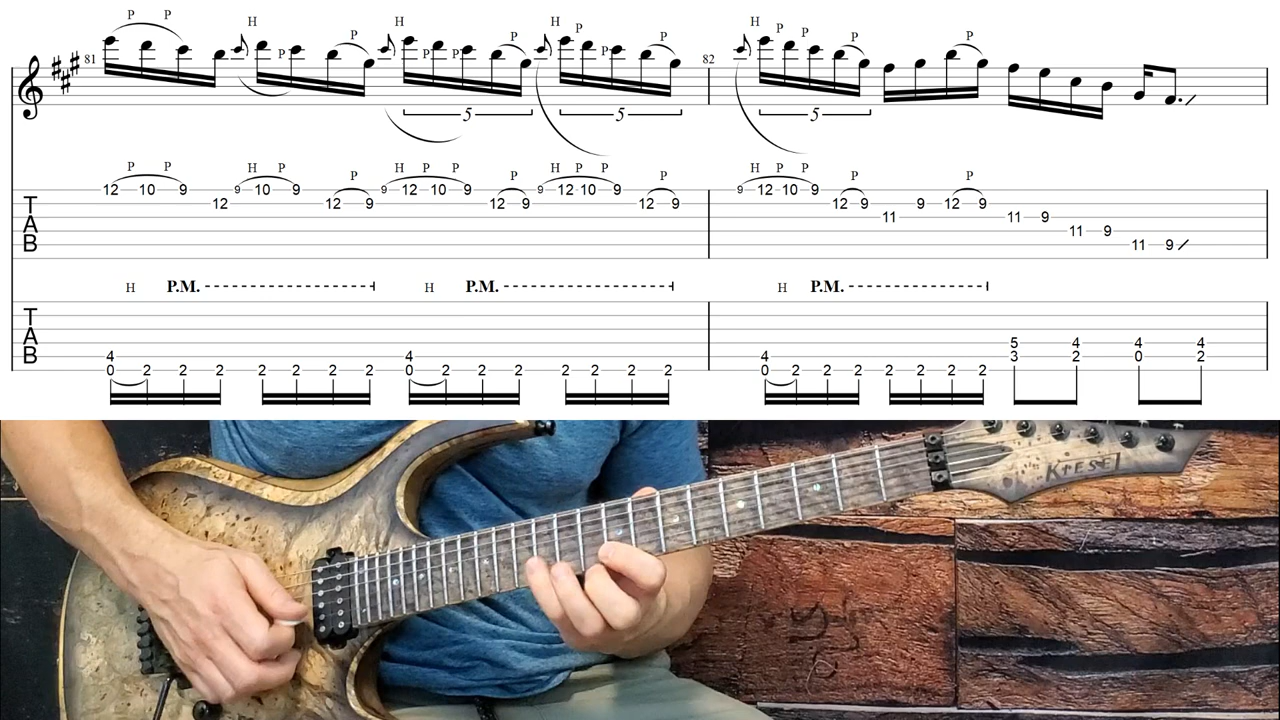 P P H P P H P P P H P P P H P P P P
81 5 5 82 5
P P H P P H P P P H P P H P P P P
12 10 9 9 10 9 9 12 10 9 9 12 10 9 9 12 10 9
T 12 12 9 12 9 12 9 12 9 9 12 9
A 11 11 9
11 9
B 11 9
H P.M. H P.M. H P.M.
T
A 5 4 4 4
B 4 4 4 3 2 0 2
0 2 2 2 2 2 2 2 0 2 2 2 2 2 2 2 0 2 2 2 2 2 2 2
KIESEL